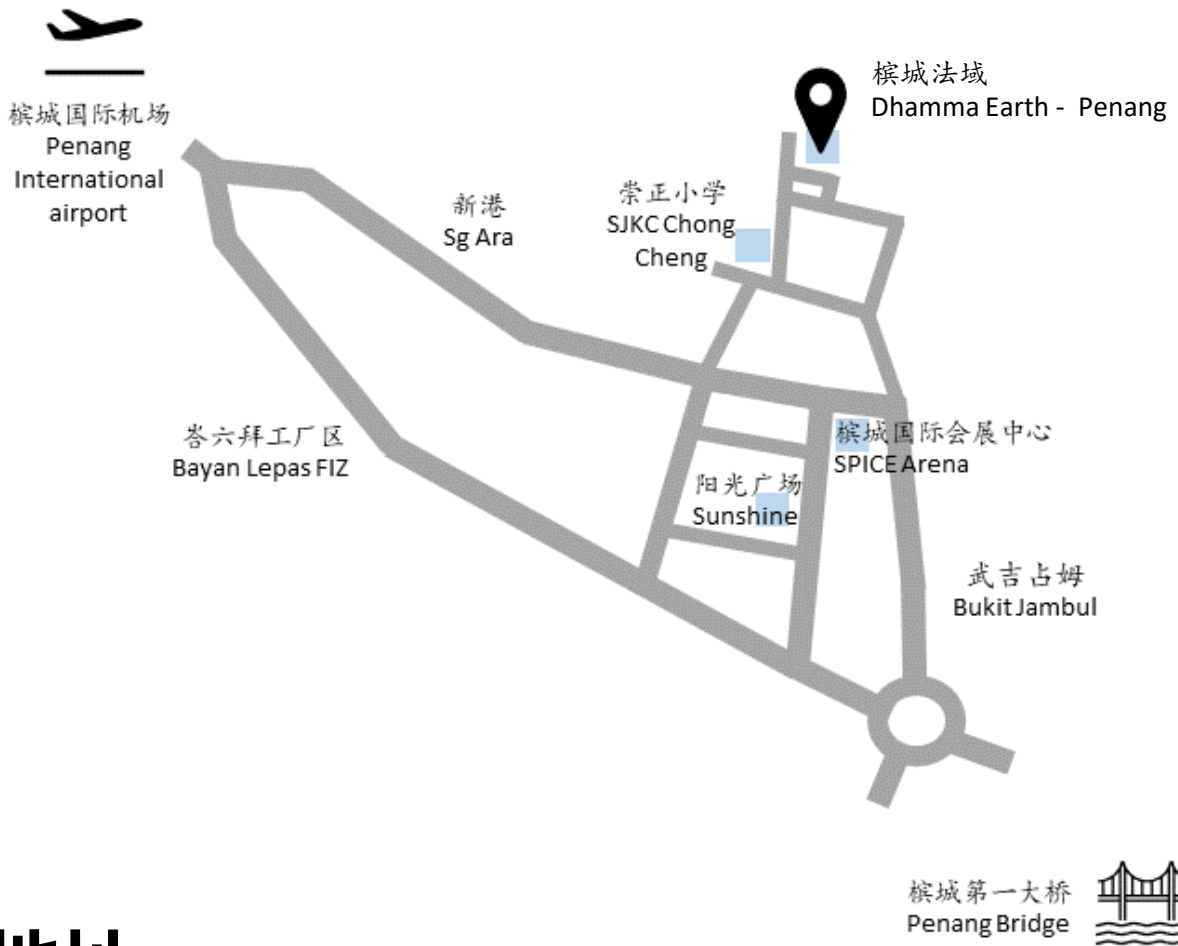 槟城法域
Dhamma Earth - Penang
槟城国际机场
Penang
International
airport
崇正小学
SJKC Chong
Cheng
新港
Sg Ara
峇六拜工厂区
Bayan Lepas FIZ
槟城国际会展中心
SPICE Arena
阳光广场
Sunshine
武吉占姆
Bukit Jambul
槟城第一大桥
Penang Bridge